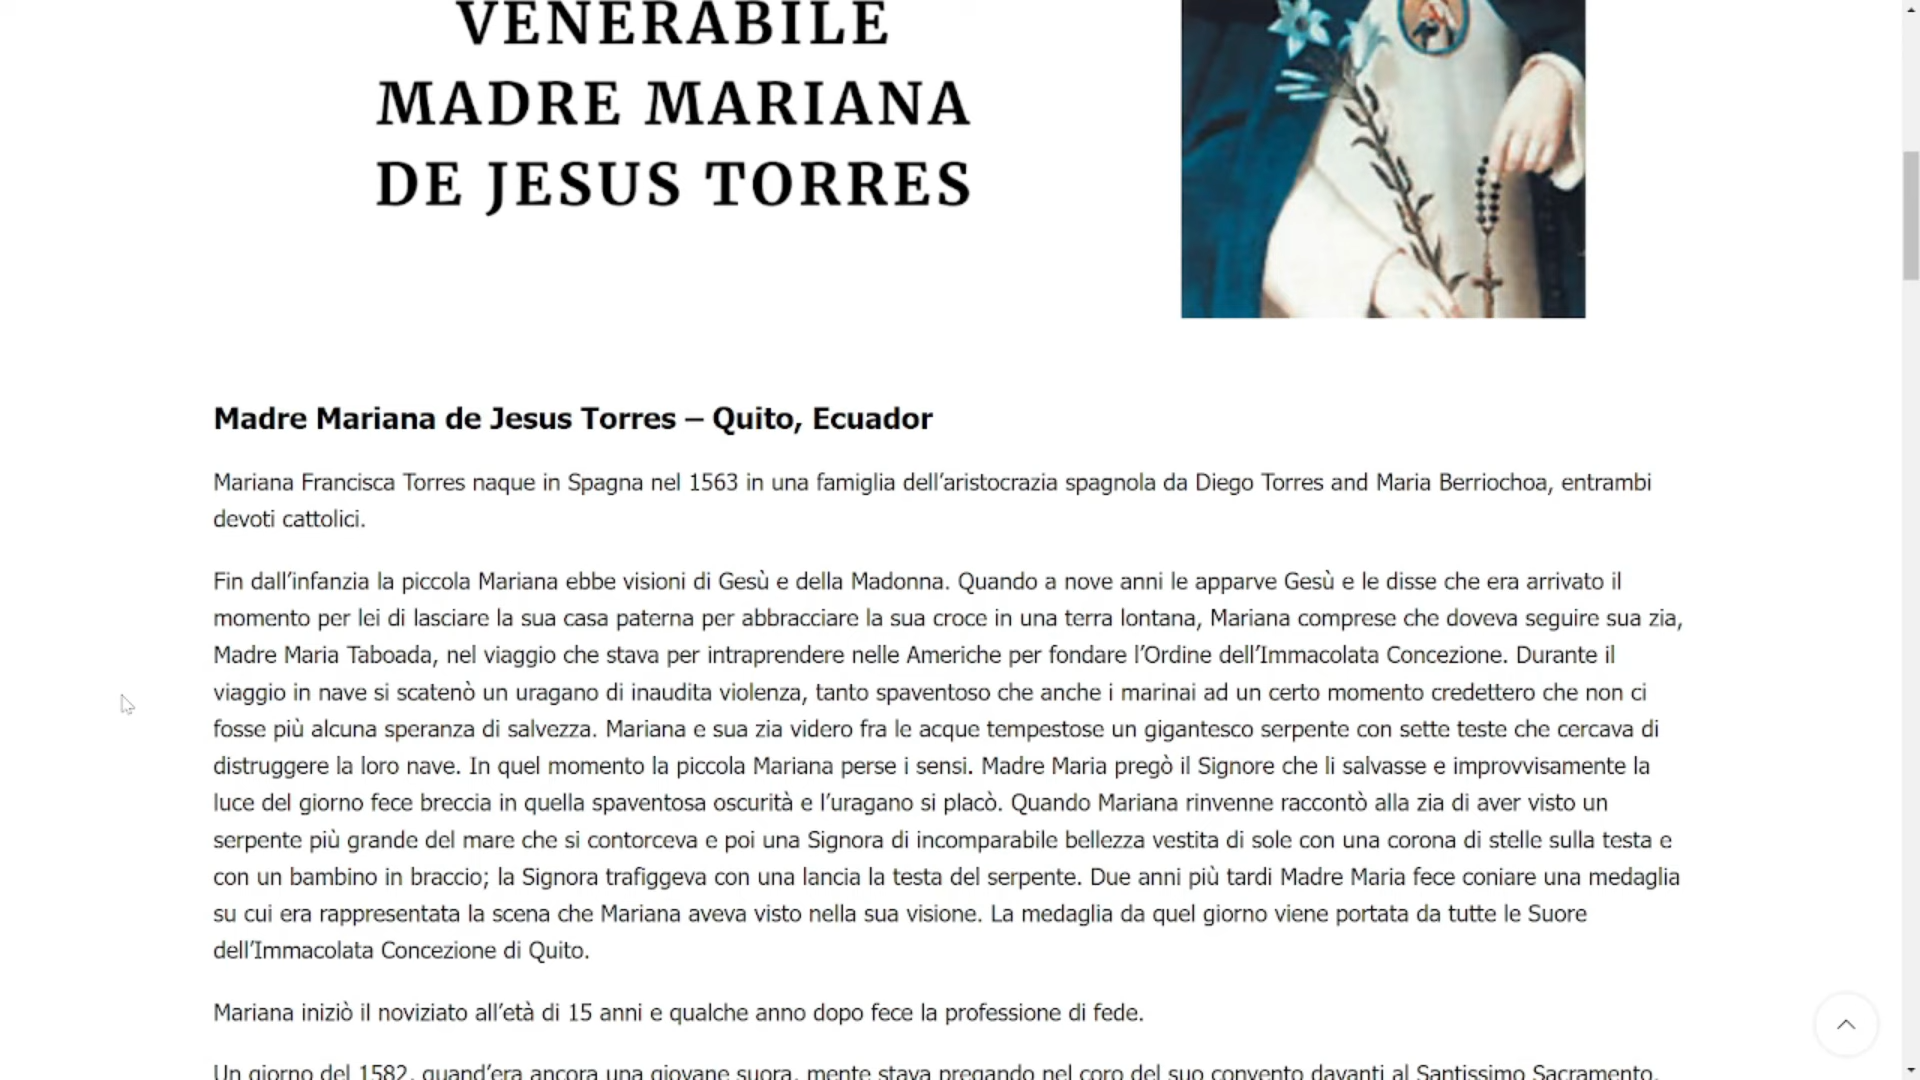 VENERABILE
MADRE MARIANA
DE JESUS TORRES
Madre Mariana de Jesus Torres – Quito, Ecuador
Mariana Francisca Torres naque in Spagna nel 1563 in una famiglia dell’aristocrazia spagnola da Diego Torres and Maria Berriochoa, entrambi
devoti cattolici.
Fin dall’infanzia la piccola Mariana ebbe visioni di Gesù e della Madonna. Quando a nove anni le apparve Gesù e le disse che era arrivato il
momento per lei di lasciare la sua casa paterna per abbracciare la sua croce in una terra lontana, Mariana comprese che doveva seguire sua zia,
Madre Maria Taboada, nel viaggio che stava per intraprendere nelle Americhe per fondare l’Ordine dell’Immacolata Concezione. Durante il
viaggio in nave si scatenò un uragano di inaudita violenza, tanto spaventoso che anche i marinai ad un certo momento credettero che non ci
fosse più alcuna speranza di salvezza. Mariana e sua zia videro fra le acque tempestose un gigantesco serpente con sette teste che cercava di
distruggere la loro nave. In quel momento la piccola Mariana perse i sensi. Madre Maria pregò il Signore che li salvasse e improvvisamente la
luce del giorno fece breccia in quella spaventosa oscurità e l’uragano si placò. Quando Mariana rinvenne raccontò alla zia di aver visto un
serpente più grande del mare che si contorceva e poi una Signora di incomparabile bellezza vestita di sole con una corona di stelle sulla testa e
con un bambino in braccio; la Signora trafiggeva con una lancia la testa del serpente. Due anni più tardi Madre Maria fece coniare una medaglia
su cui era rappresentata la scena che Mariana aveva visto nella sua visione. La medaglia da quel giorno viene portata da tutte le Suore
dell’Immacolata Concezione di Quito.
Mariana iniziò il noviziato all’età di 15 anni e qualche anno dopo fece la professione di fede.
Un giorno del 1582, quand’era ancora una giovane suora, mente stava pregando nel coro del suo convento davanti al Santissimo Sacramento,